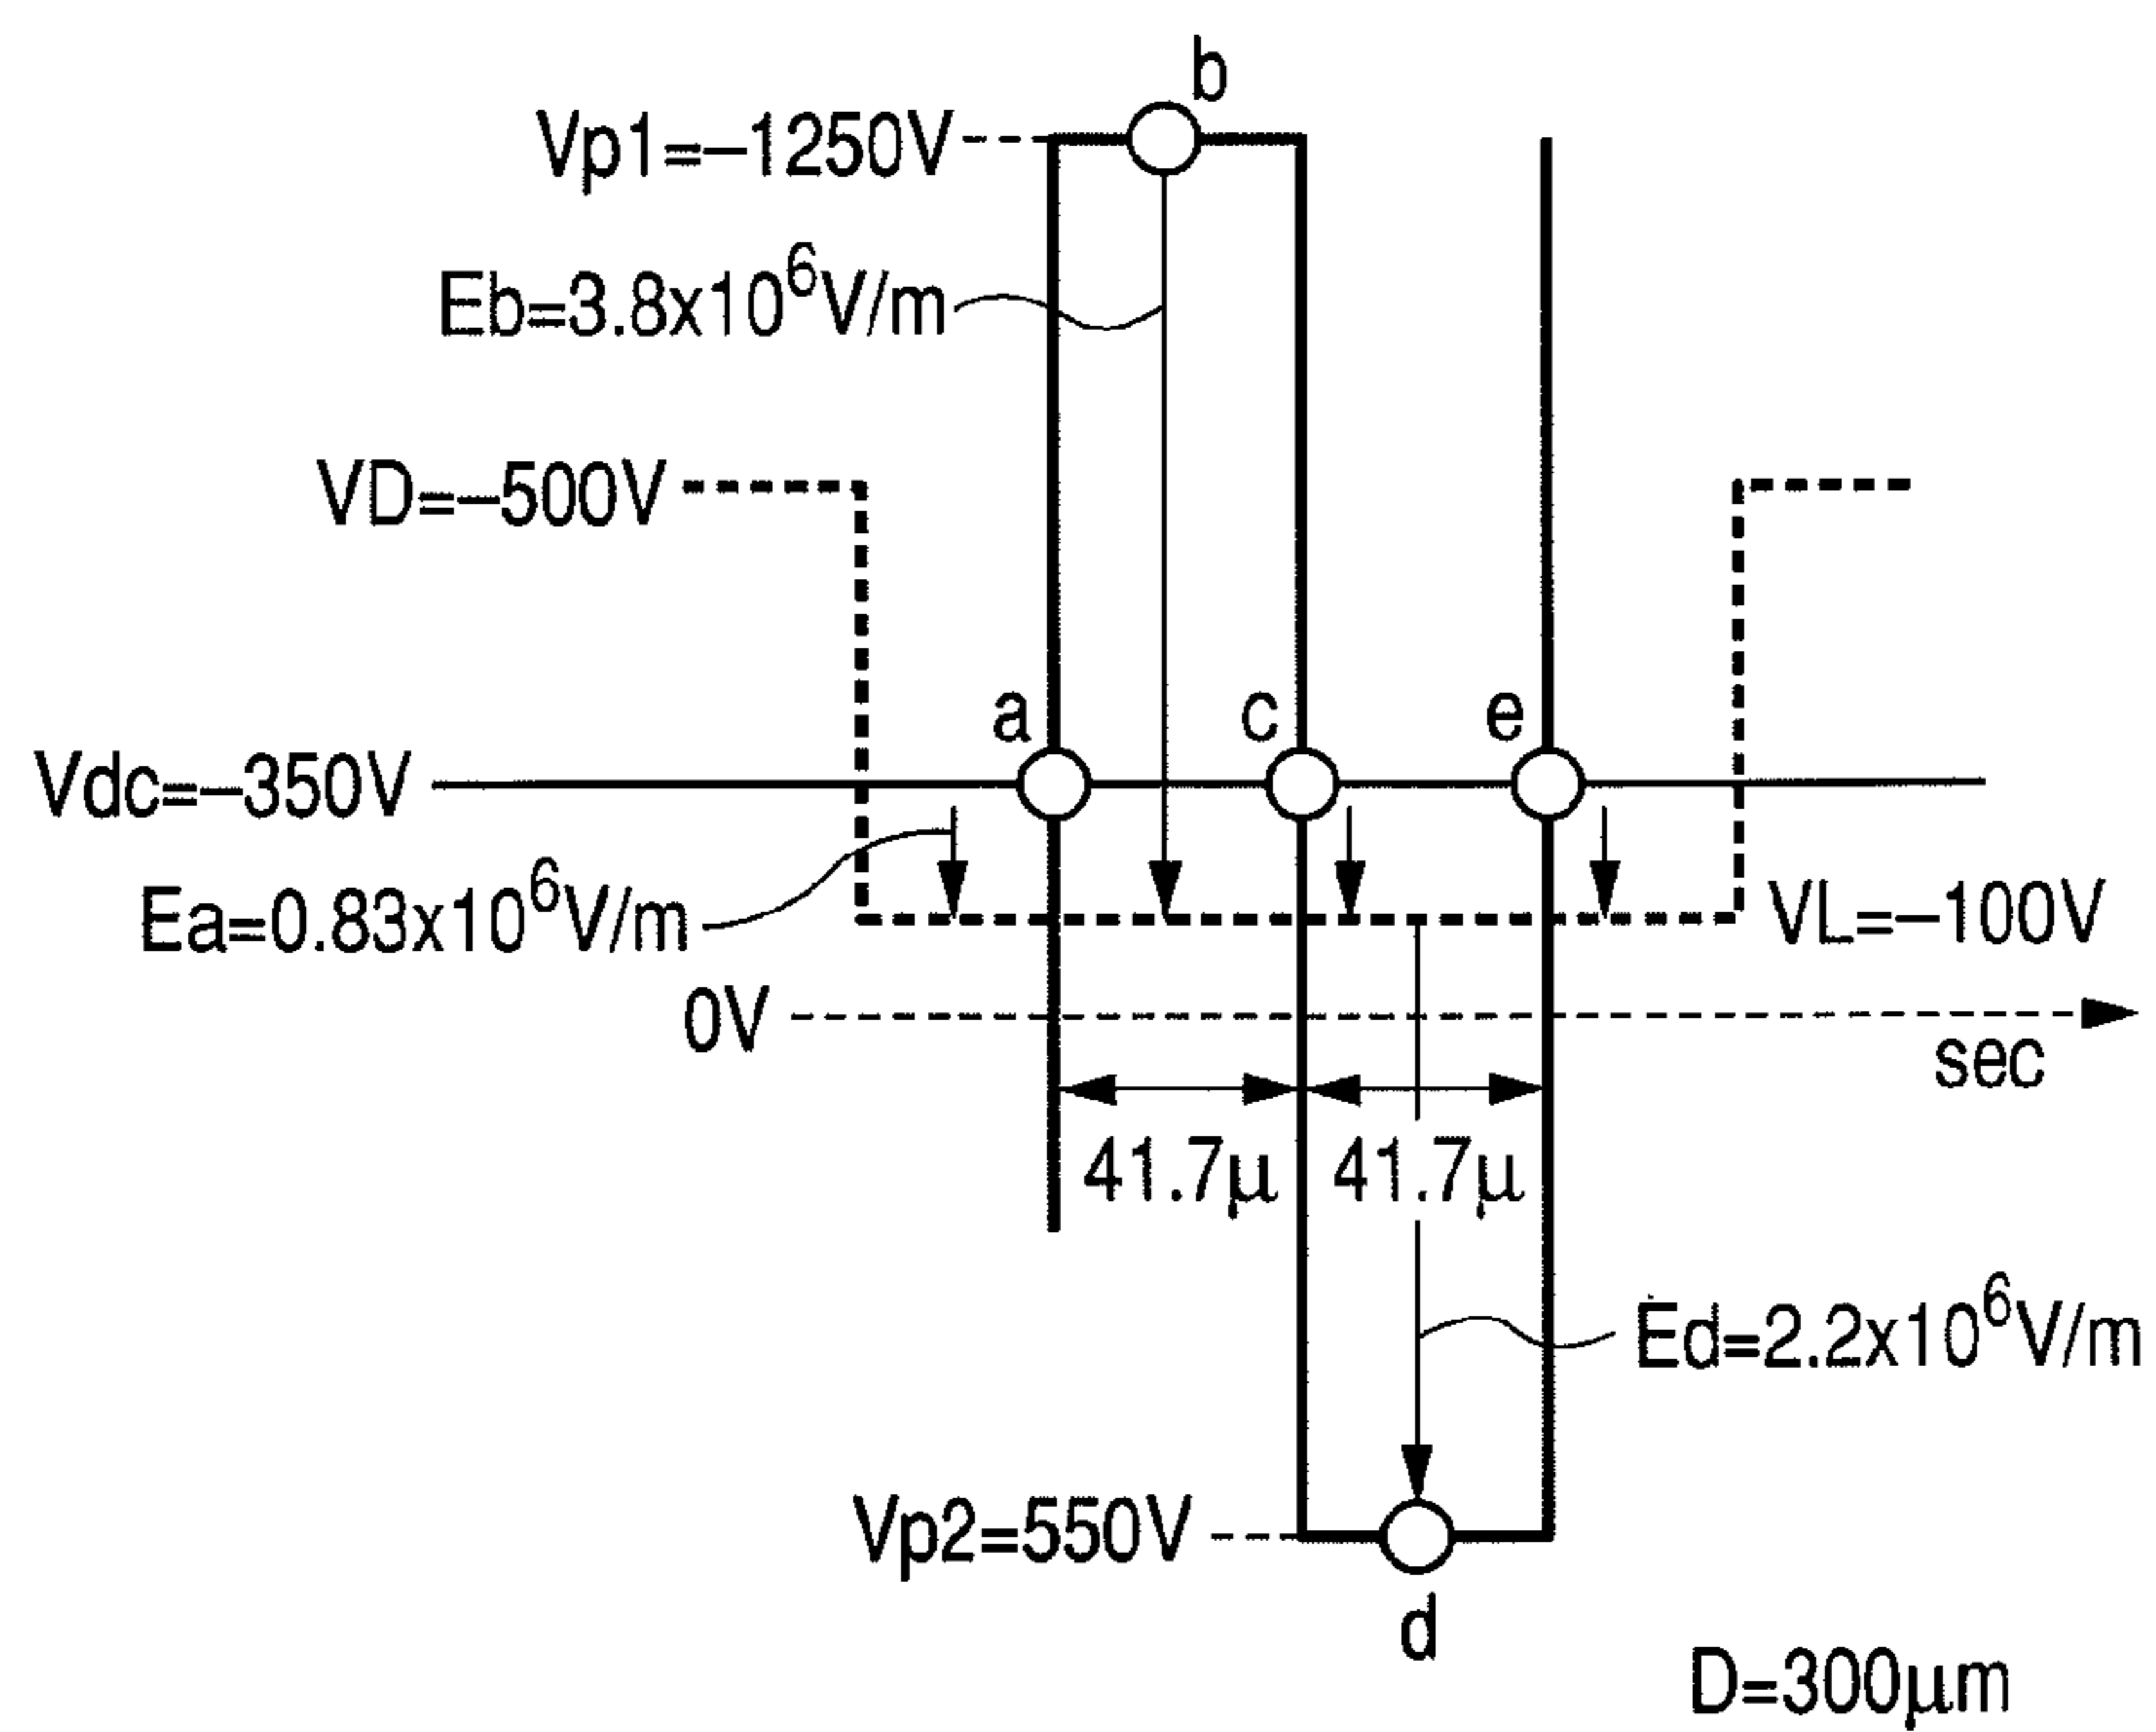 b
Vp1=–1250V
Eb=3.8x10⁶V/m
VD=–500V
a
c
e
Vdc=–350V
Ea=0.83x10⁶V/m
VL=–100V
0V
sec
41.7µ
41.7µ
Ed=2.2x10⁶V/m
Vp2=550V
d
D=300µm